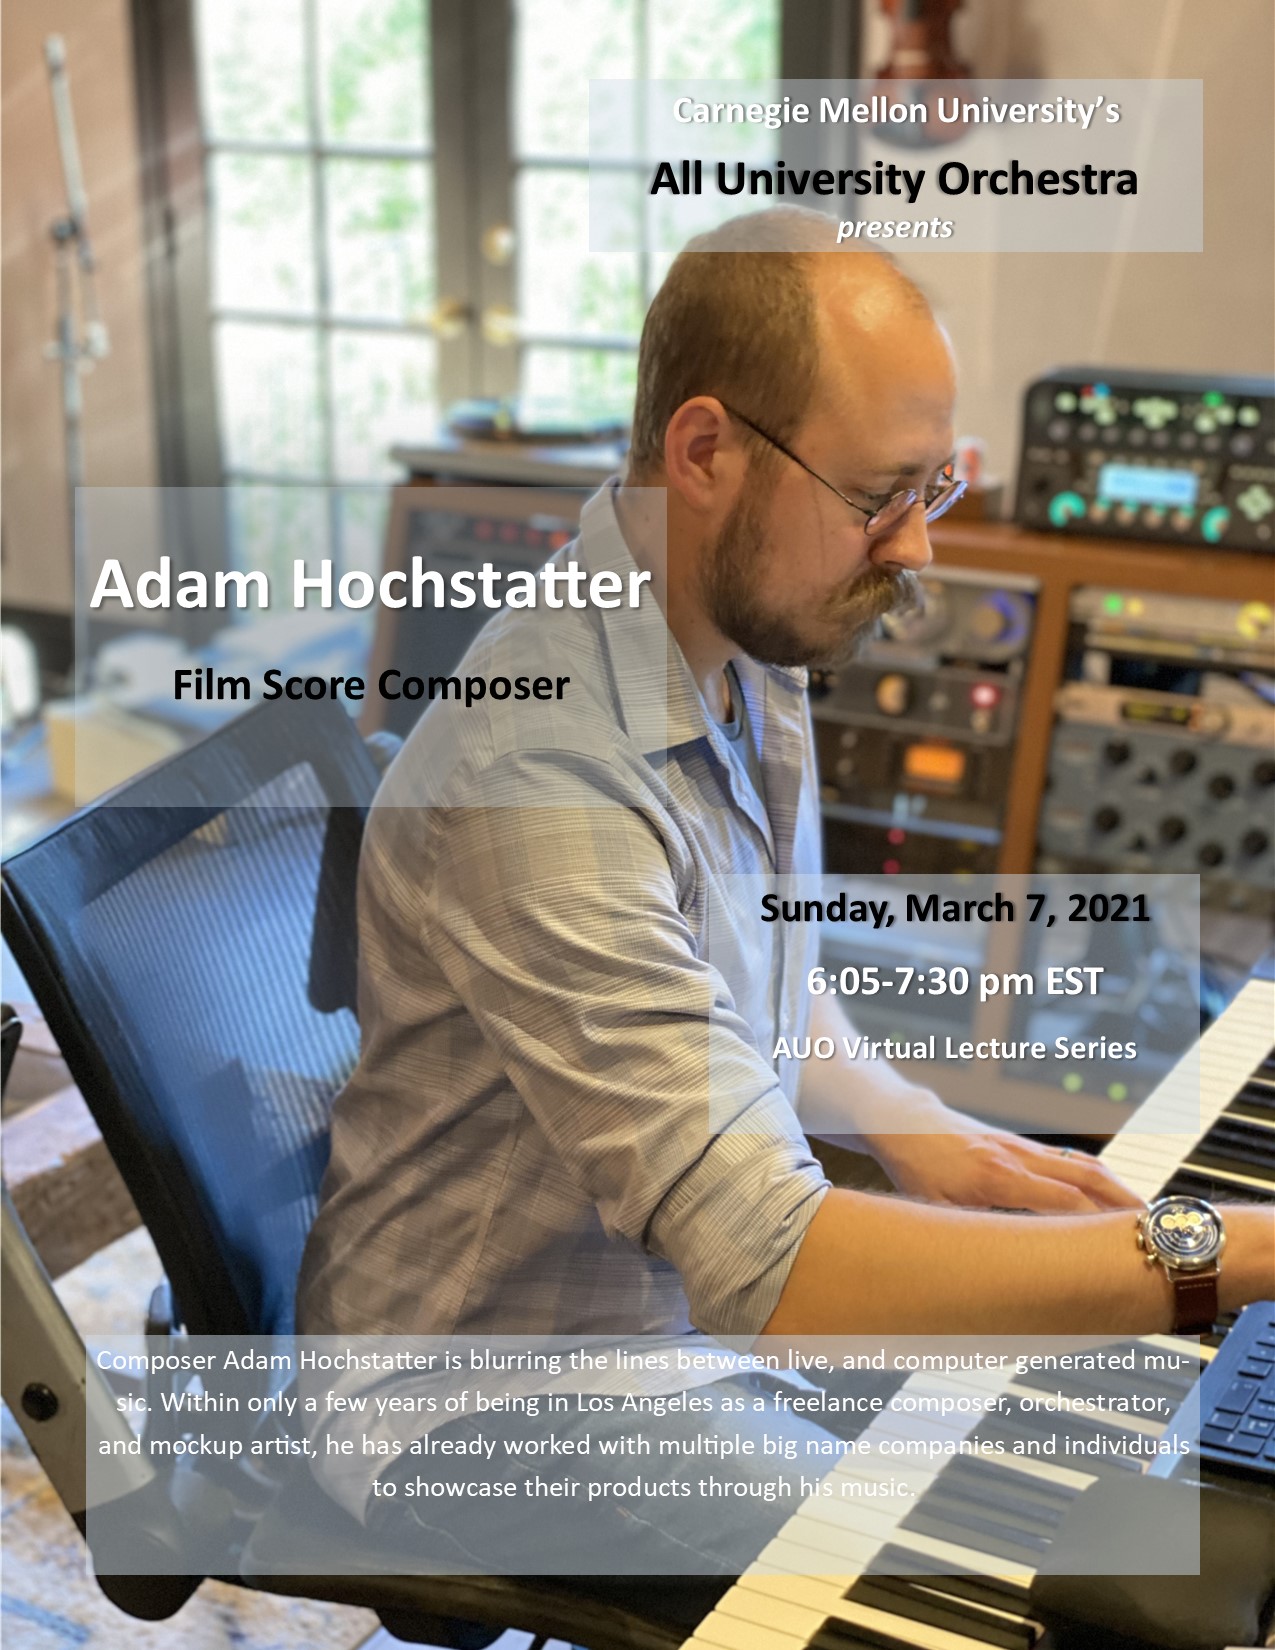 Carnegie Mellon University’s
All University Orchestra
presents
Adam Hochstatter
Film Score Composer
Sunday, March 7, 2021
6:05-7:30 pm EST
AUO Virtual Lecture Series
Composer Adam Hochstatter is blurring the lines between live, and computer generated mu-
sic. Within only a few years of being in Los Angeles as a freelance composer, orchestrator,
and mockup artist, he has already worked with multiple big name companies and individuals
to showcase their products through his music.